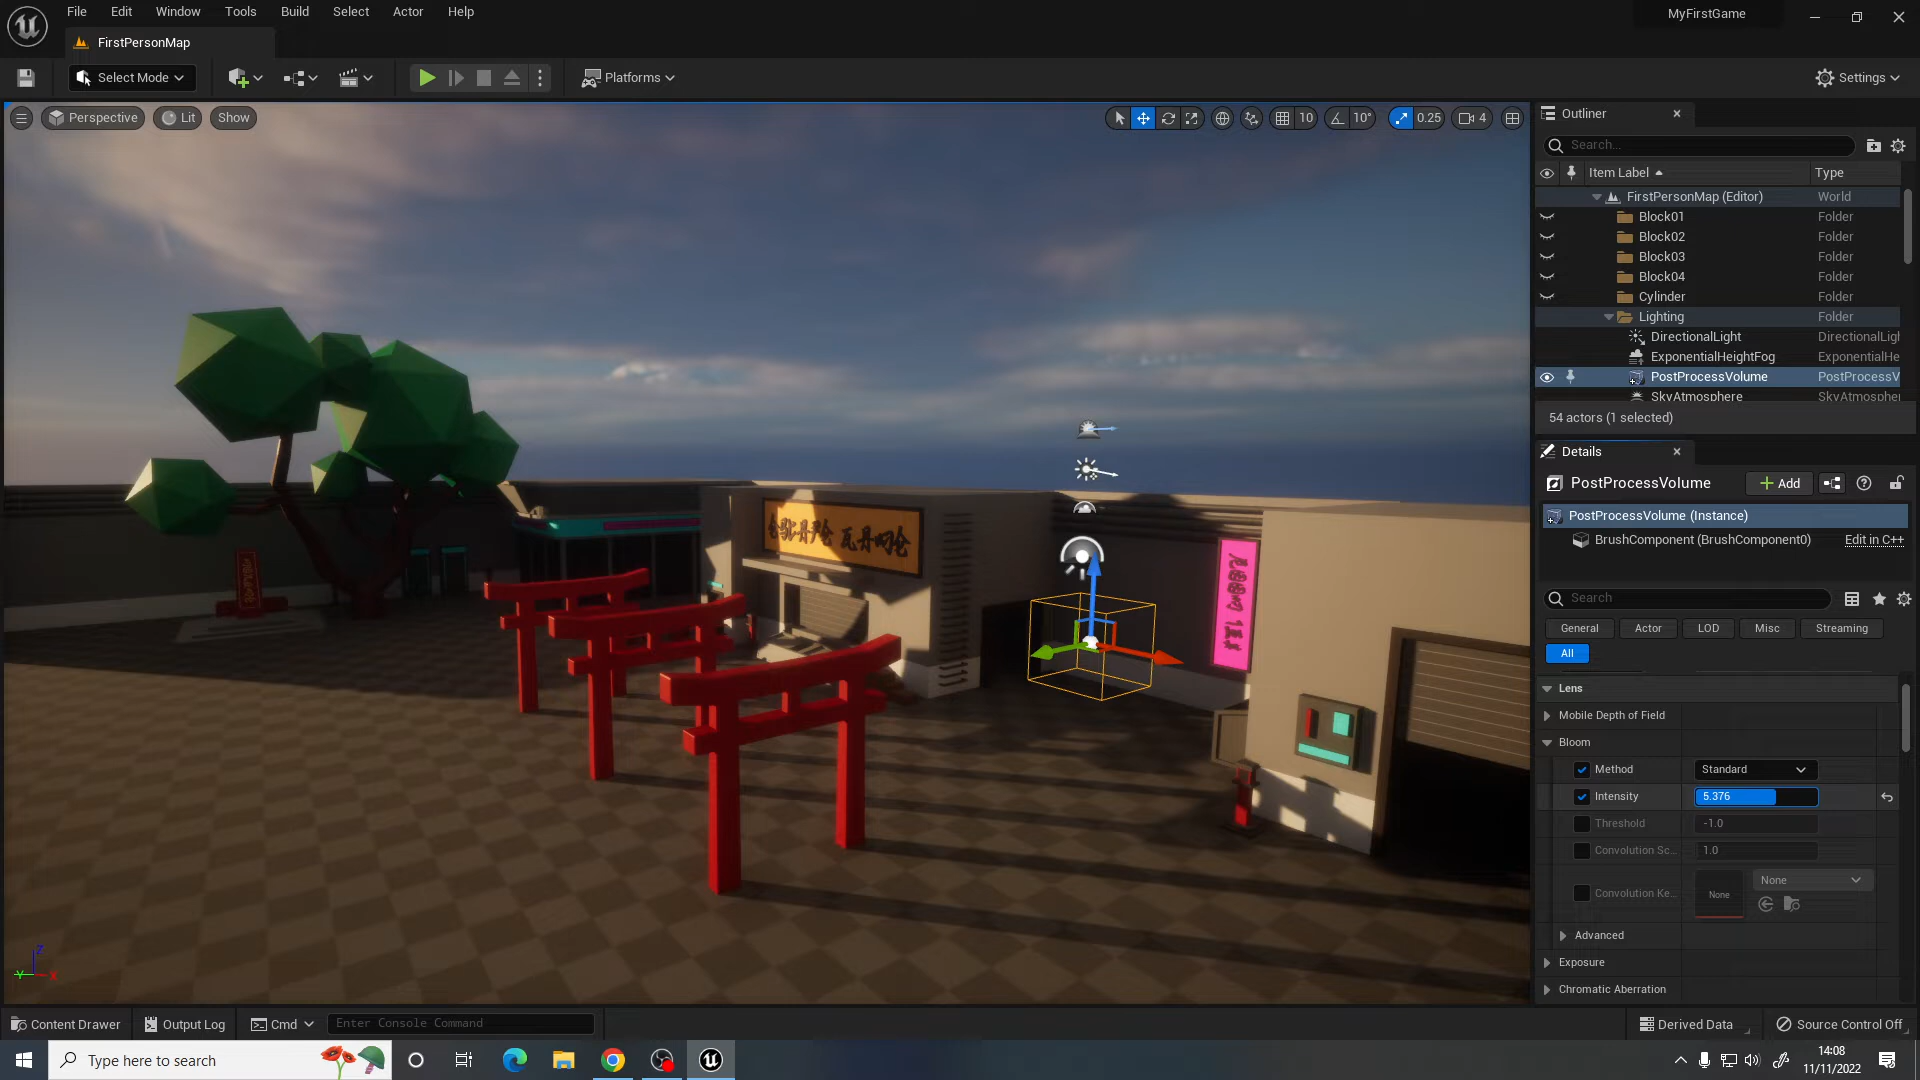 File Edit Window Tools Build Select Actor Help
MyFirstGame
FirstPersonMap
Select Mode
Platforms
Settings
Perspective Lit Show
10 10° 0.25 4
Outliner
Search...
Item Label Type
FirstPersonMap (Editor) World
Block01 Folder
Block02 Folder
Block03 Folder
Block04 Folder
Cylinder Folder
Lighting Folder
DirectionalLight DirectionalLigh
ExponentialHeightFog ExponentialHe
PostProcessVolume PostProcessV
SkyAtmosphere SkyAtmospher
54 actors (1 selected)
Details
PostProcessVolume
Add
PostProcessVolume (Instance)
BrushComponent (BrushComponent0) Edit in C++
Search
General Actor LOD Misc Streaming
All
Lens
Mobile Depth of Field
Bloom
Method Standard
Intensity 5.376
Threshold -1.0
Convolution Sc... 1.0
Convolution Ke... None None
Advanced
Exposure
Chromatic Aberration
Z
Y X
Content Drawer Output Log Cmd Enter Console Command
Derived Data Source Control Off
Type here to search
14:08
11/11/2022